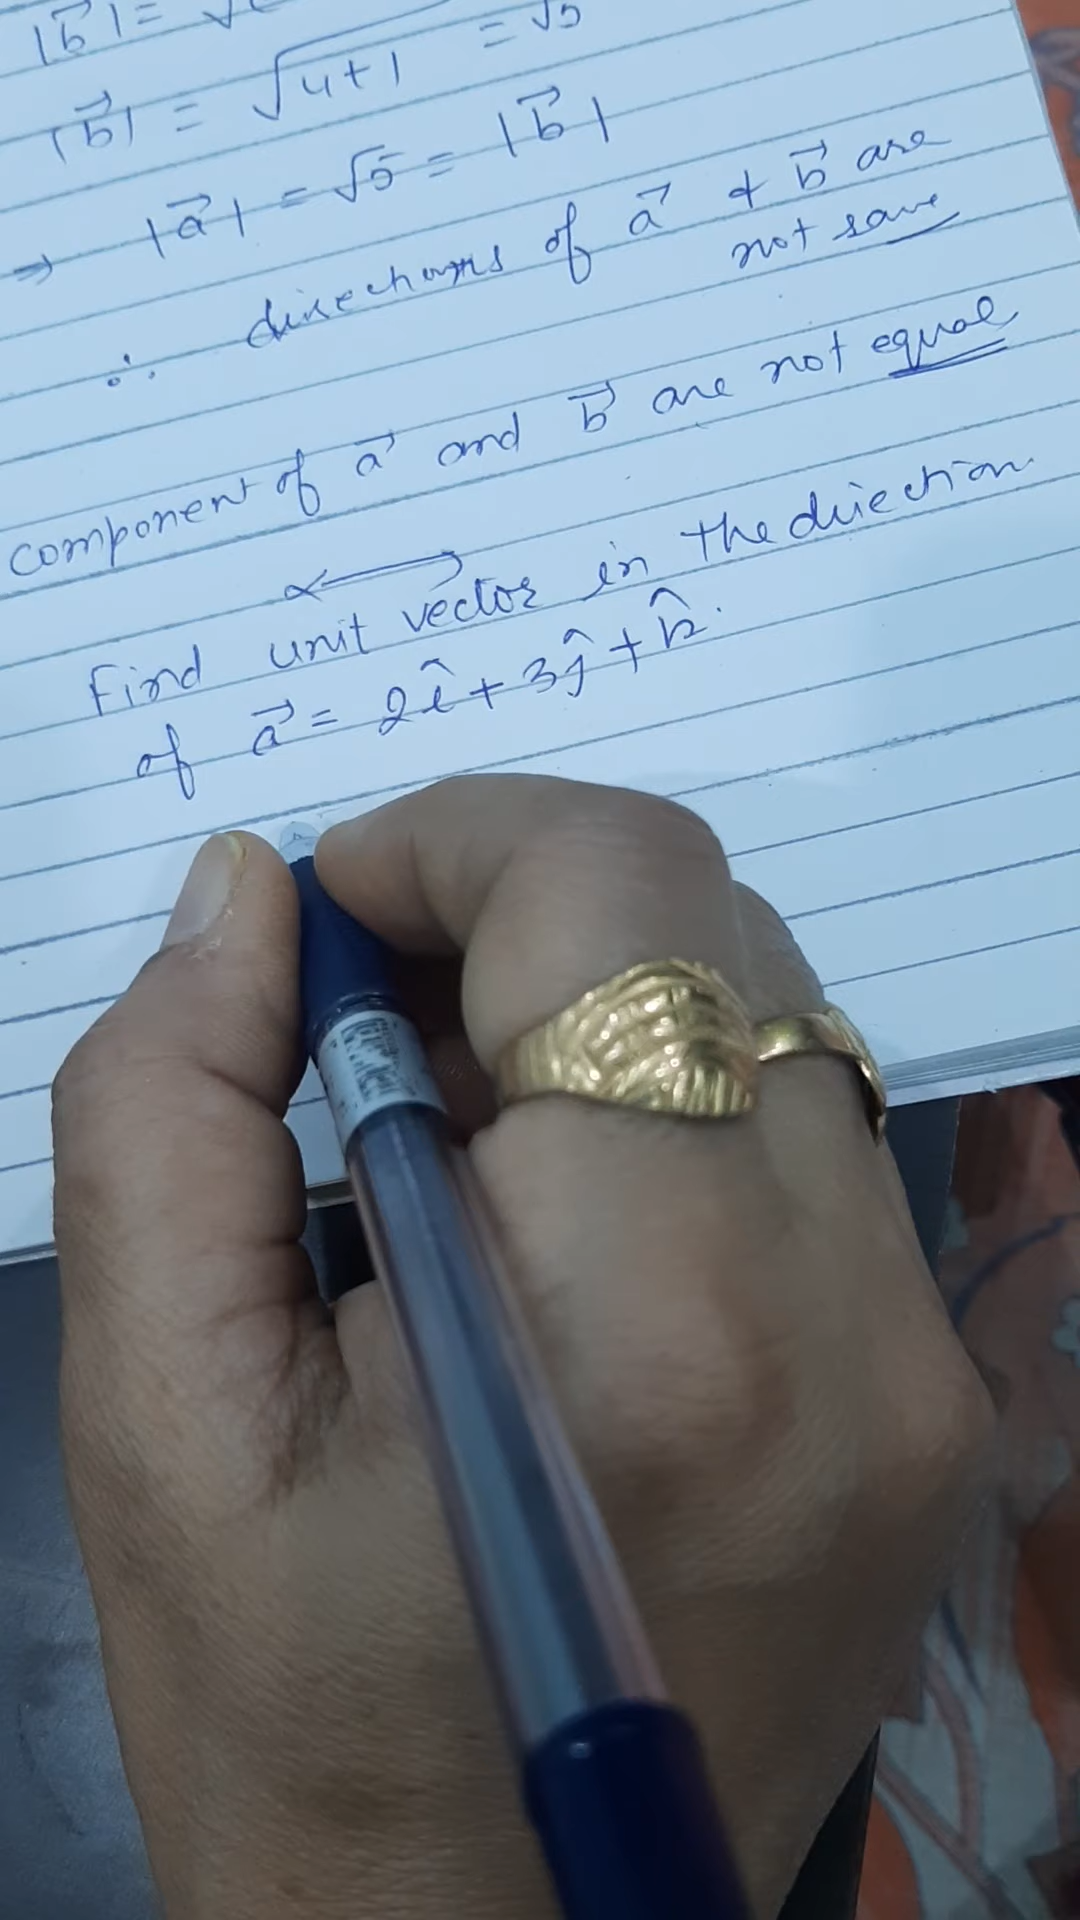 |b⃗| = √
|b⃗| = √4+1 = √5
⇒ |a⃗| = √5 = |b⃗|
∴ directions of a⃗ & b⃗ are
not same
component of a⃗ and b⃗ are not equal
Find unit vector in the direction
of a⃗ = 2î + 3ĵ + k̂.